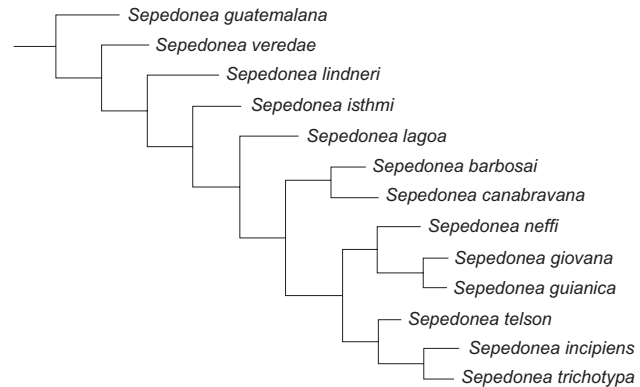 Sepedonea guatemalana
Sepedonea veredae
Sepedonea lindneri
Sepedonea isthmi
Sepedonea lagoa
Sepedonea barbosai
Sepedonea canabravana
Sepedonea neffi
Sepedonea giovana
Sepedonea guianica
Sepedonea telson
Sepedonea incipiens
Sepedonea trichotypa